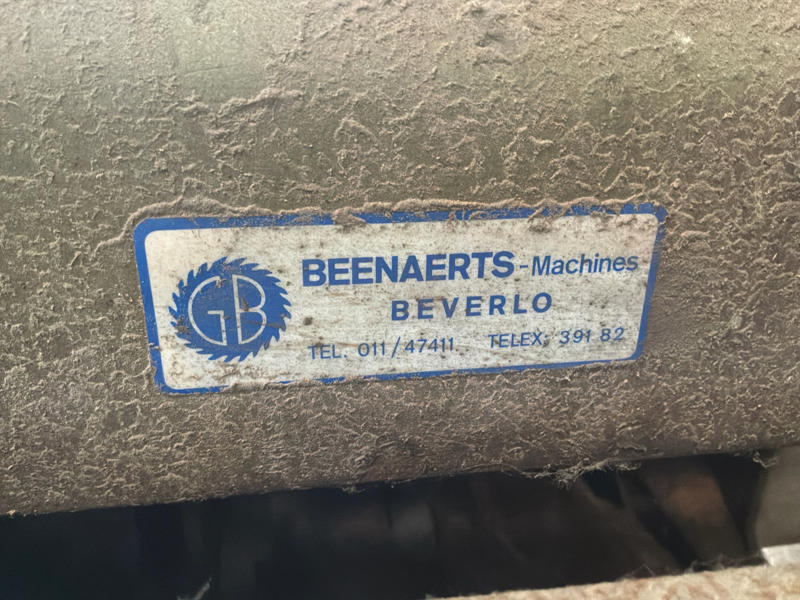 GB
BEENAERTS-Machines
BEVERLO
TEL. 011/47411 TELEX: 391 82